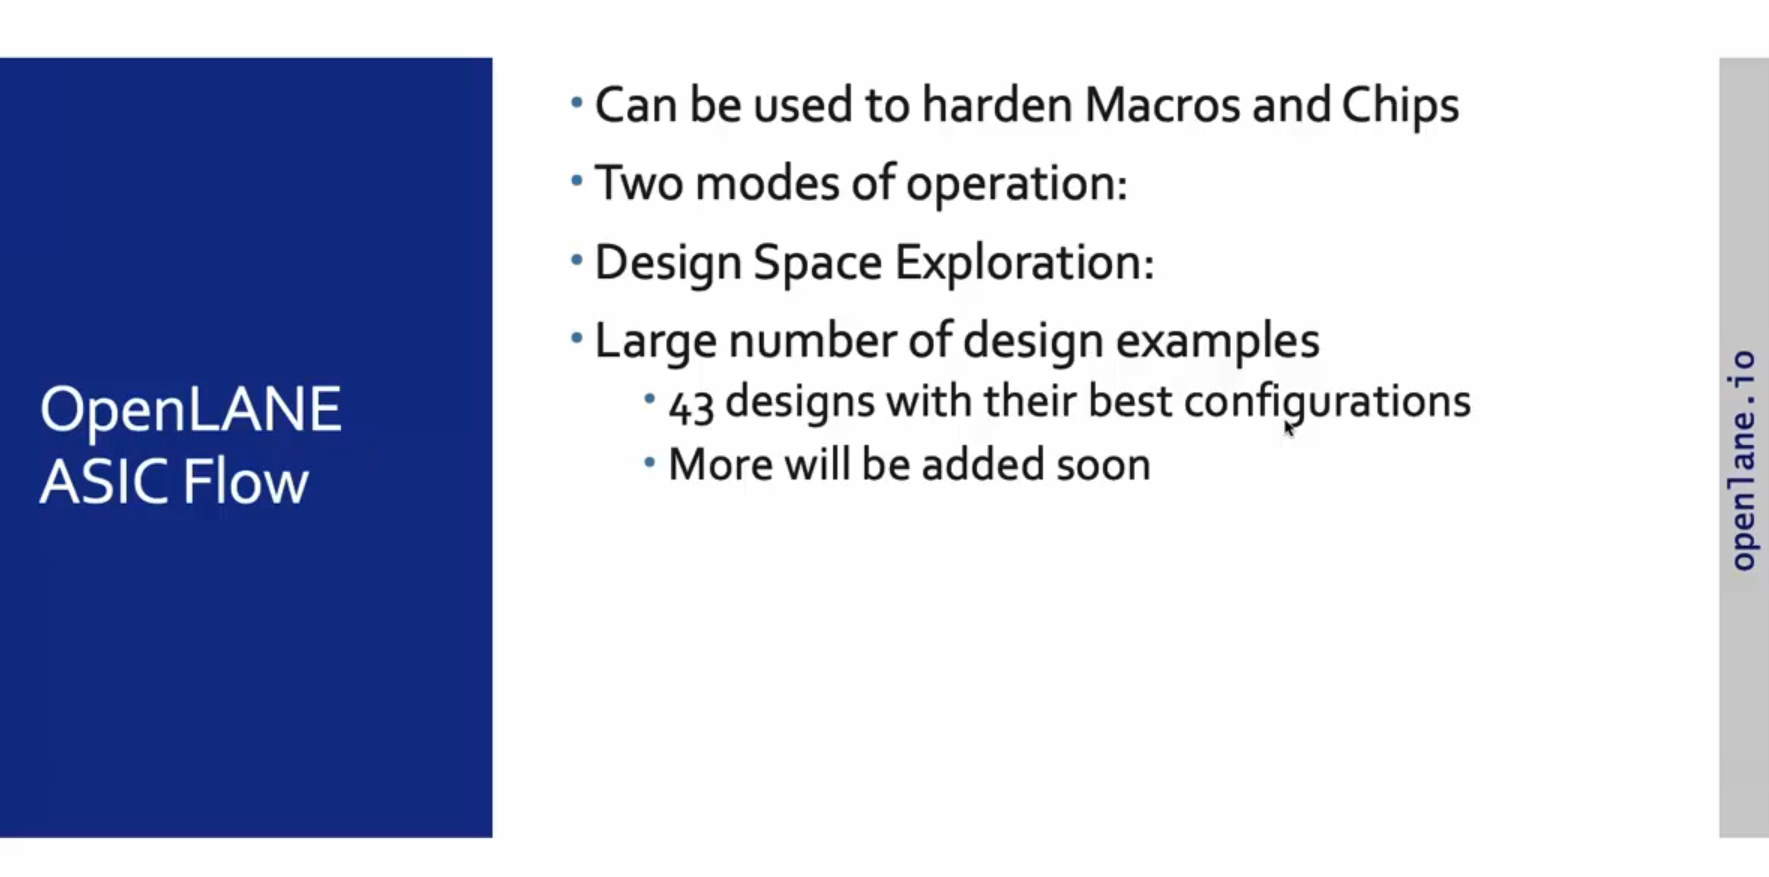 OpenLANE
ASIC Flow
• Can be used to harden Macros and Chips
• Two modes of operation:
• Design Space Exploration:
• Large number of design examples
• 43 designs with their best configurations
• More will be added soon
openlane.io